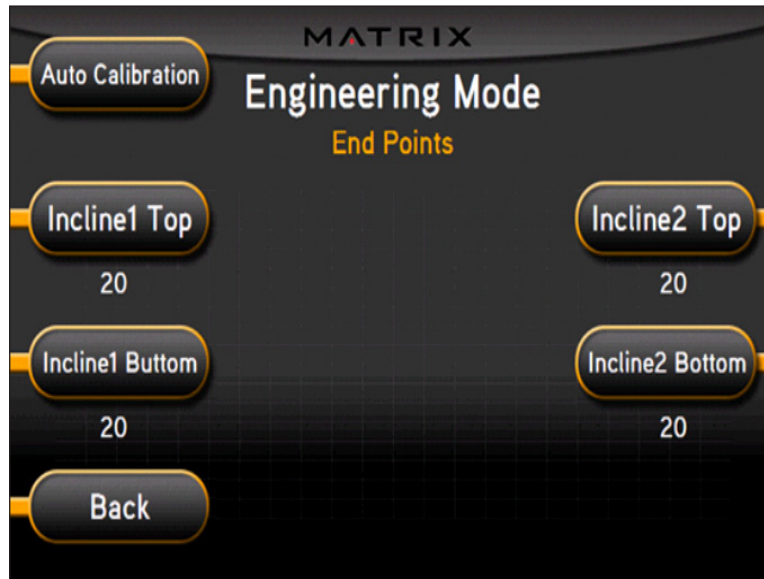 MATRIX
Auto Calibration
Engineering Mode
End Points
Incline1 Top
Incline2 Top
20
20
Incline1 Buttom
Incline2 Bottom
20
20
Back